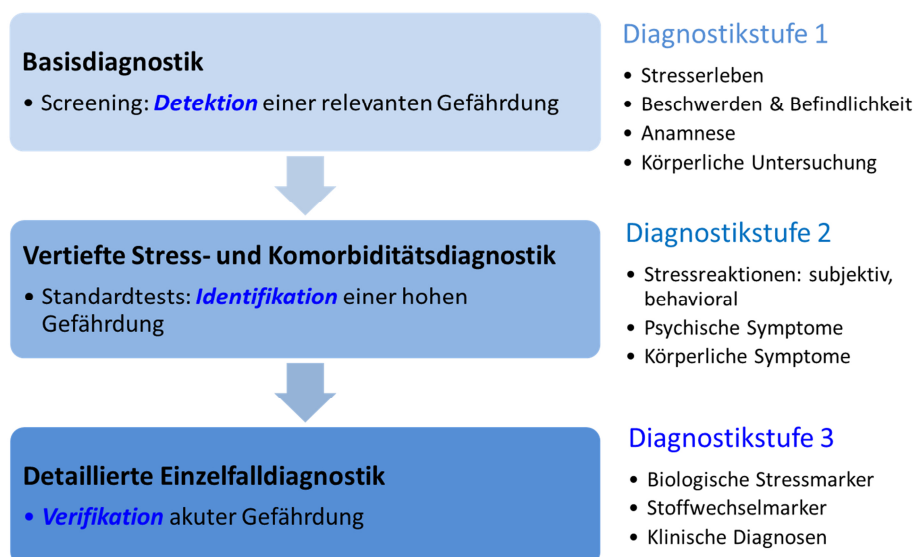 Basisdiagnostik
• Screening: Detektion einer relevanten Gefährdung
Diagnostikstufe 1
• Stresserleben
• Beschwerden & Befindlichkeit
• Anamnese
• Körperliche Untersuchung
Vertiefte Stress- und Komorbiditätsdiagnostik
• Standardtests: Identifikation einer hohen
Gefährdung
Diagnostikstufe 2
• Stressreaktionen: subjektiv,
behavioral
• Psychische Symptome
• Körperliche Symptome
Detaillierte Einzelfalldiagnostik
• Verifikation akuter Gefährdung
Diagnostikstufe 3
• Biologische Stressmarker
• Stoffwechselmarker
• Klinische Diagnosen